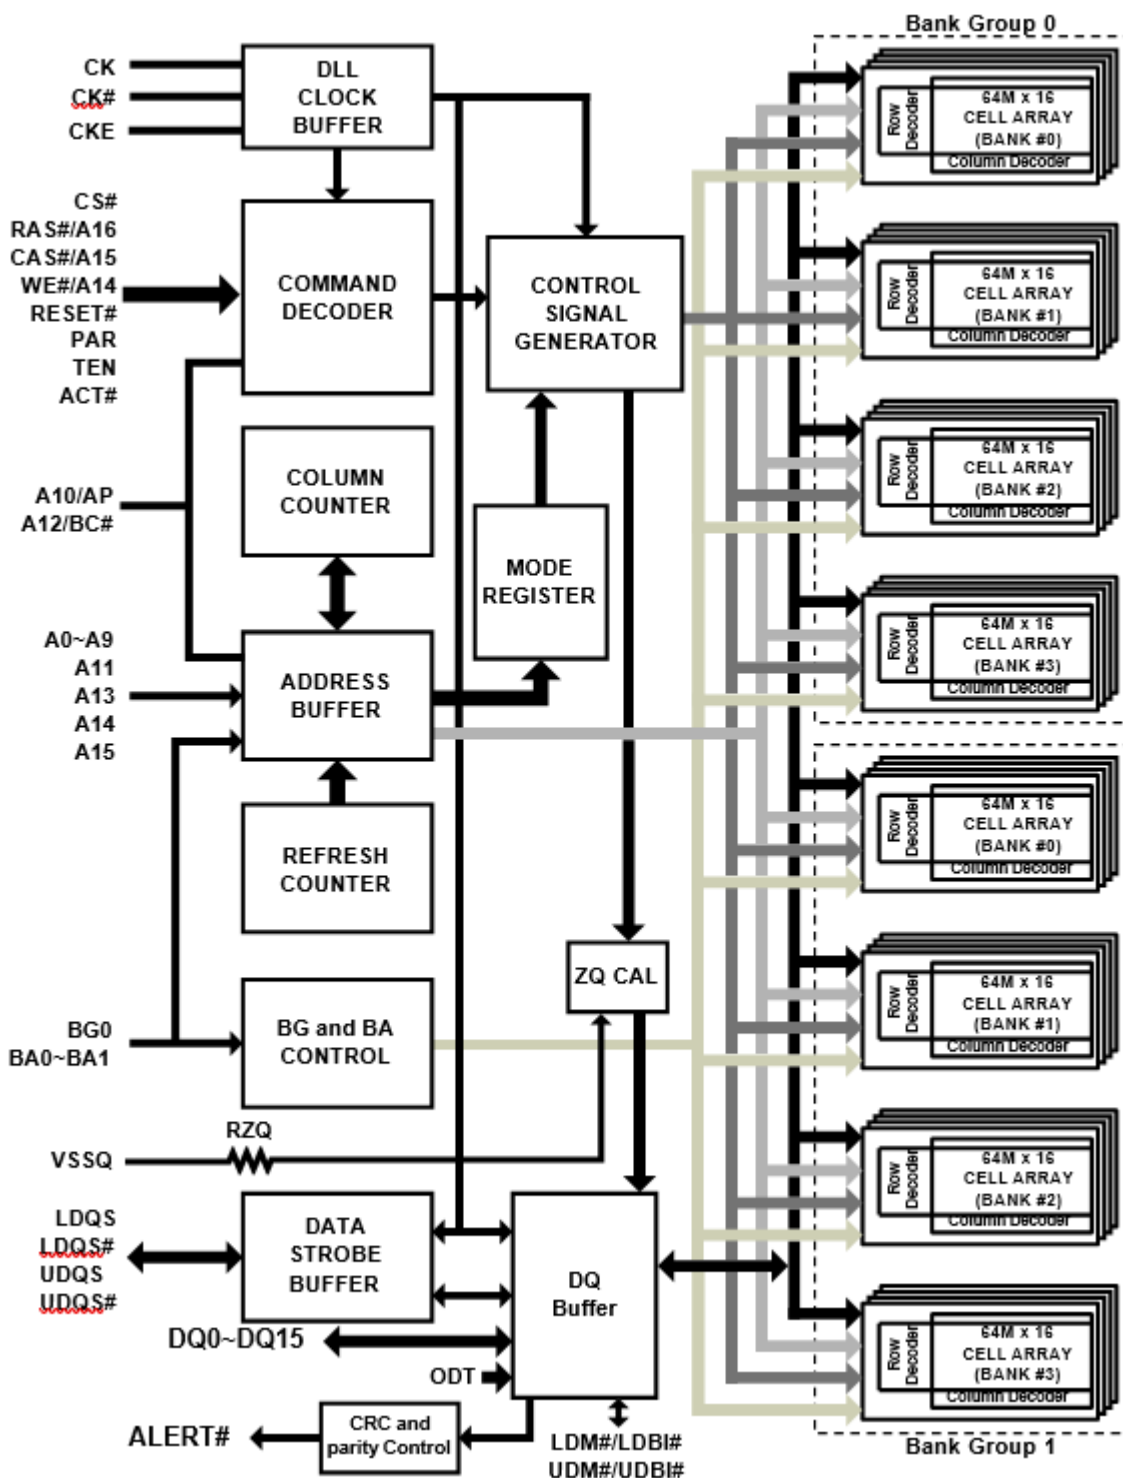 Bank Group 0
CK
CK#
CKE
DLL
CLOCK
BUFFER
CS#
RAS#/A16
CAS#/A15
WE#/A14
RESET#
PAR
TEN
ACT#
COMMAND
DECODER
CONTROL
SIGNAL
GENERATOR
COLUMN
COUNTER
A10/AP
A12/BC#
MODE
REGISTER
A0~A9
A11
A13
A14
A15
ADDRESS
BUFFER
REFRESH
COUNTER
ZQ CAL
BG0
BA0~BA1
BG and BA
CONTROL
RZQ
VSSQ
LDQS
LDQS#
UDQS
UDQS#
DATA
STROBE
BUFFER
DQ
Buffer
DQ0~DQ15
ODT
ALERT#
CRC and
parity Control
LDM#/LDBI#
UDM#/UDBI#
Row
Decoder
64M x 16
CELL ARRAY
(BANK #0)
Column Decoder
Row
Decoder
64M x 16
CELL ARRAY
(BANK #1)
Column Decoder
Row
Decoder
64M x 16
CELL ARRAY
(BANK #2)
Column Decoder
Row
Decoder
64M x 16
CELL ARRAY
(BANK #3)
Column Decoder
Row
Decoder
64M x 16
CELL ARRAY
(BANK #0)
Column Decoder
Row
Decoder
64M x 16
CELL ARRAY
(BANK #1)
Column Decoder
Row
Decoder
64M x 16
CELL ARRAY
(BANK #2)
Column Decoder
Row
Decoder
64M x 16
CELL ARRAY
(BANK #3)
Column Decoder
Bank Group 1